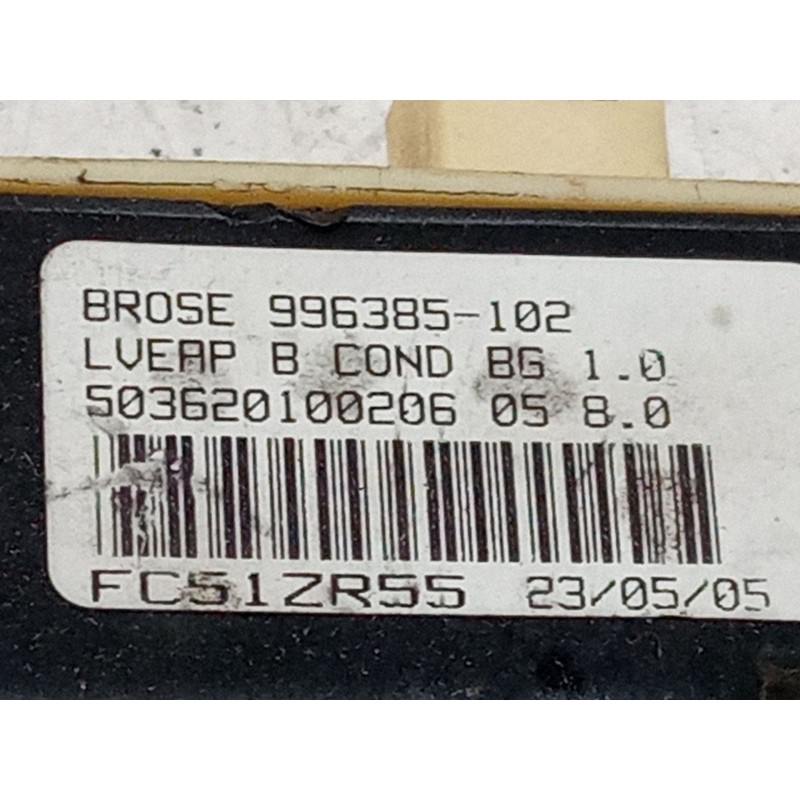 BROSE 996385-102
LVEAP B COND BG 1.0
503620100206 05 8.0
FC51ZR55 23/05/05